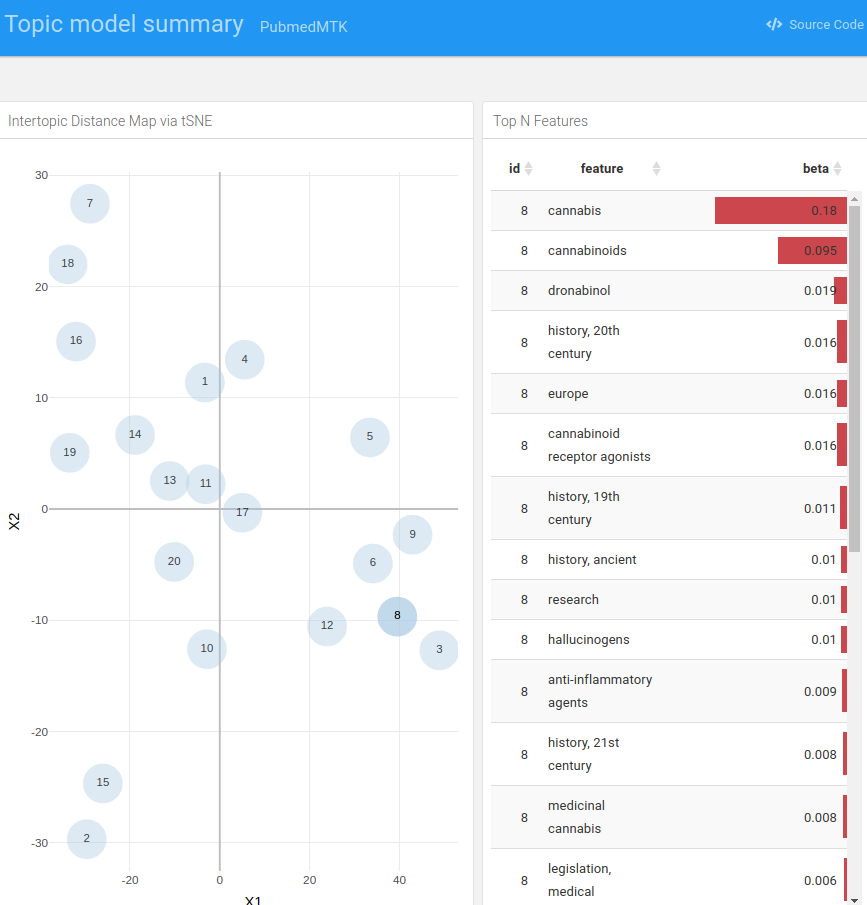 Topic model summary PubmedMTK Source Code
Intertopic Distance Map via tSNE
30
20
10
0
-10
-20
-30
X2
7
18
16
4
1
14
5
19
13
11
17
9
20
6
8
12
10
3
15
2
-20 0 20 40
X1
Top N Features
id feature beta
8 cannabis 0.18
8 cannabinoids 0.095
8 dronabinol 0.019
8 history, 20th
century 0.016
8 europe 0.016
8 cannabinoid
receptor agonists 0.016
8 history, 19th
century 0.011
8 history, ancient 0.01
8 research 0.01
8 hallucinogens 0.01
8 anti-inflammatory
agents 0.009
8 history, 21st
century 0.008
8 medicinal
cannabis 0.008
8 legislation,
medical 0.006